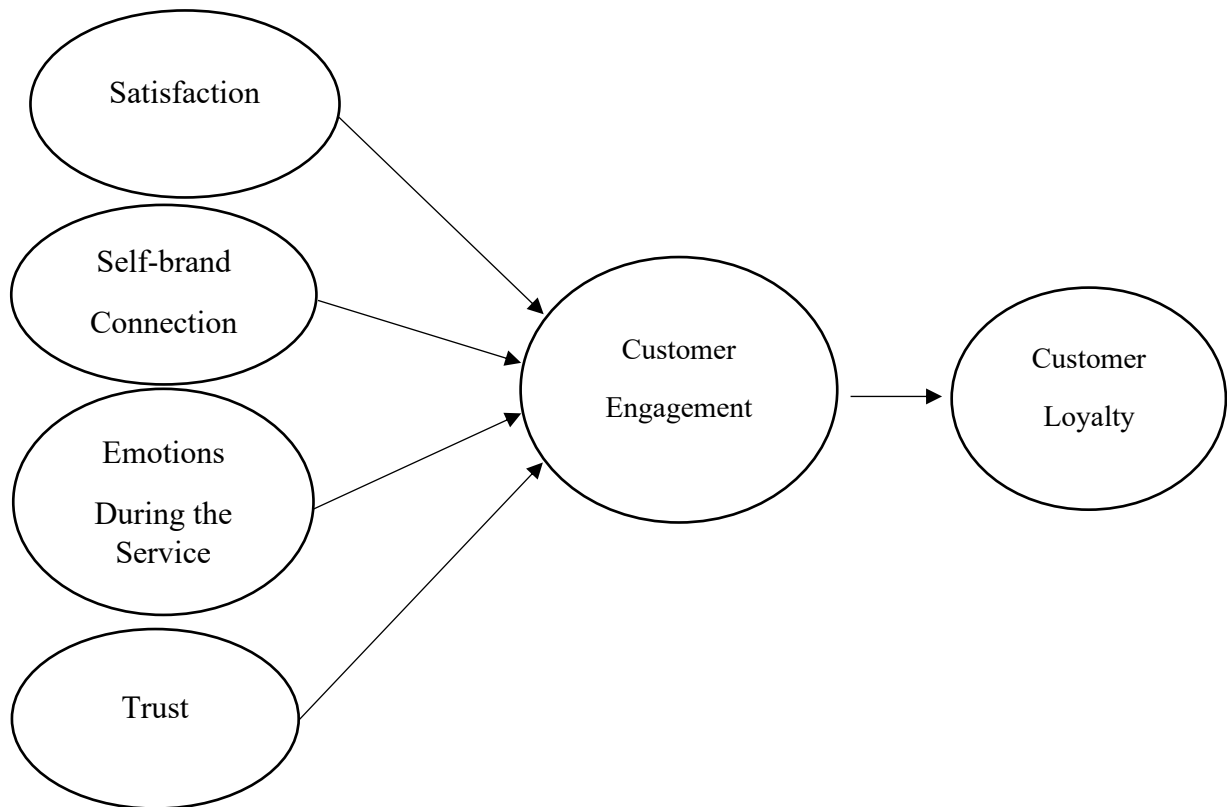 Satisfaction
Self-brand
Connection
Emotions
During the
Service
Trust
Customer
Engagement
Customer
Loyalty